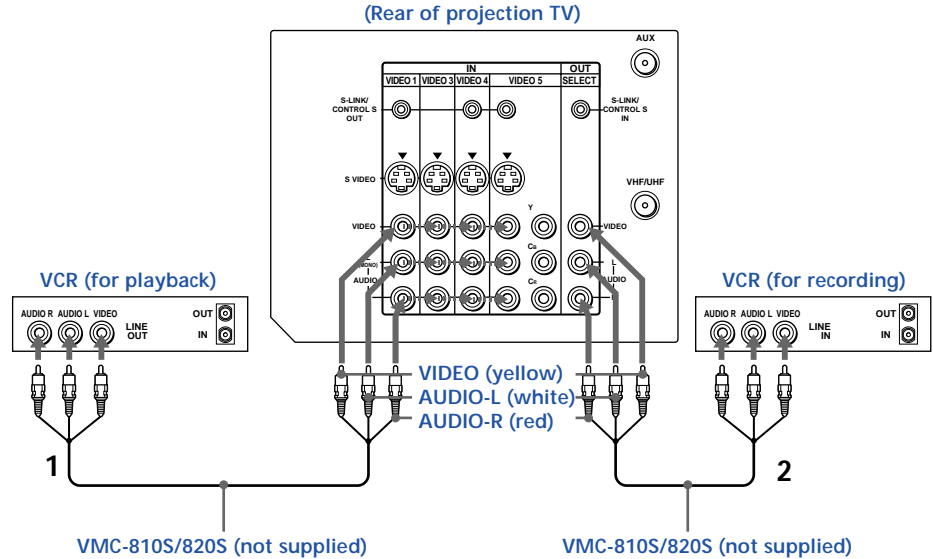 (Rear of projection TV)
AUX
IN
OUT
VIDEO 1 VIDEO 3 VIDEO 4 VIDEO 5 SELECT
S-LINK/
CONTROL S
OUT
S-LINK/
CONTROL S
IN
S VIDEO
VHF/UHF
Y
VIDEO
VIDEO
CB
(MONO)
L
AUDIO
AUDIO
CR
VCR (for playback)
AUDIO R AUDIO L VIDEO
LINE
OUT
OUT
IN
VCR (for recording)
AUDIO R AUDIO L VIDEO
LINE
IN
OUT
IN
VIDEO (yellow)
AUDIO-L (white)
AUDIO-R (red)
1
2
VMC-810S/820S (not supplied)
VMC-810S/820S (not supplied)